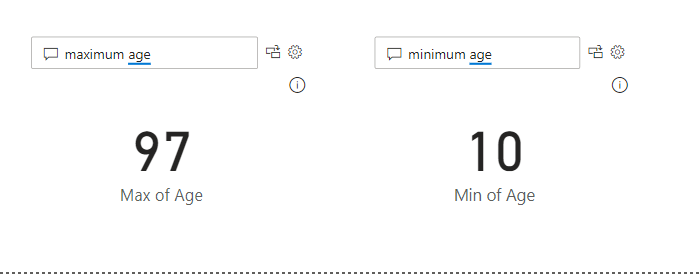 maximum age
minimum age
97
10
Max of Age
Min of Age